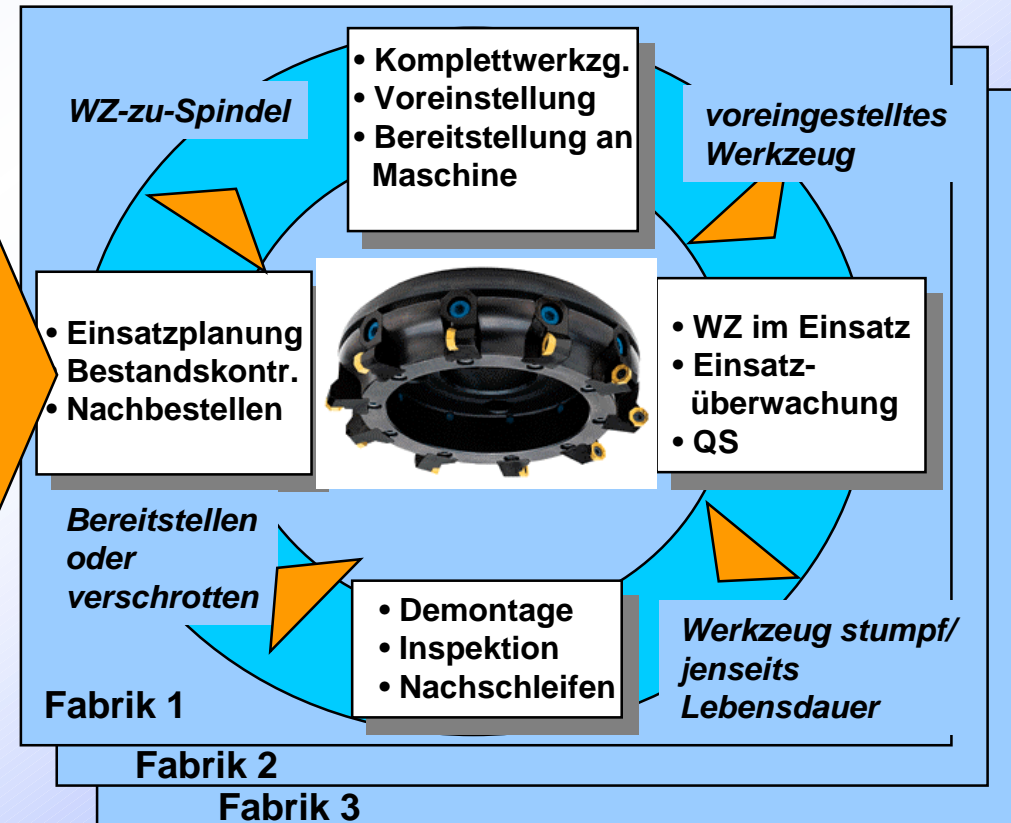 • Komplettwerkzg.
• Voreinstellung
• Bereitstellung an
Maschine
WZ-zu-Spindel
voreingestelltes
Werkzeug
• Einsatzplanung
• Bestandskontr.
• Nachbestellen
• WZ im Einsatz
• Einsatz-
überwachung
• QS
Bereitstellen
oder
verschrotten
• Demontage
• Inspektion
• Nachschleifen
Werkzeug stumpf/
jenseits
Lebensdauer
Fabrik 1
Fabrik 2
Fabrik 3